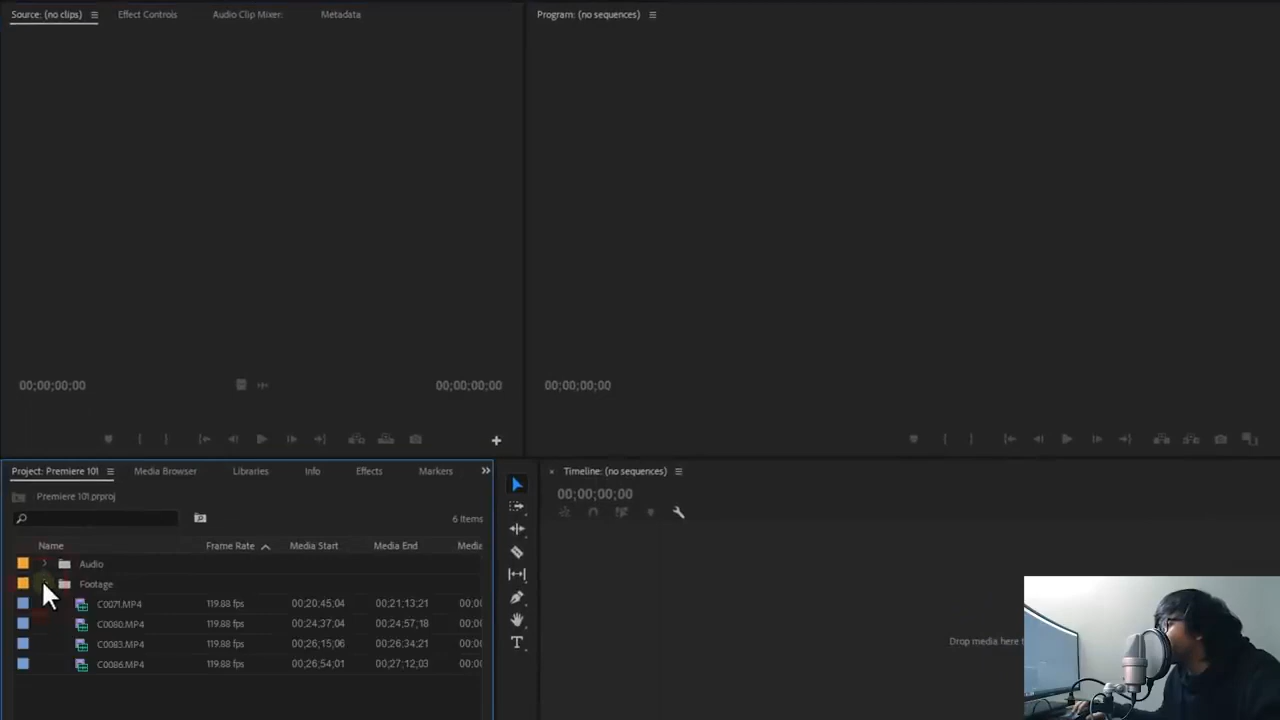 Source: (no clips) Effect Controls Audio Clip Mixer: Metadata Program: (no sequences)
00;00;00;00 00;00;00;00 00;00;00;00
Project: Premiere 101 Media Browser Libraries Info Effects Markers Timeline: (no sequences)
00;00;00;00
Premiere 101.prproj
6 Items
Name Frame Rate Media Start Media End Media
Audio
Footage
C0071.MP4 119.88 fps 00;20;45;04 00;21;13;21 00;0
C0080.MP4 119.88 fps 00;24;37;04 00;24;57;18 00;0
C0083.MP4 119.88 fps 00;26;15;06 00;26;34;21 00;0
C0086.MP4 119.88 fps 00;26;54;01 00;27;12;03 00;0
Drop media here t